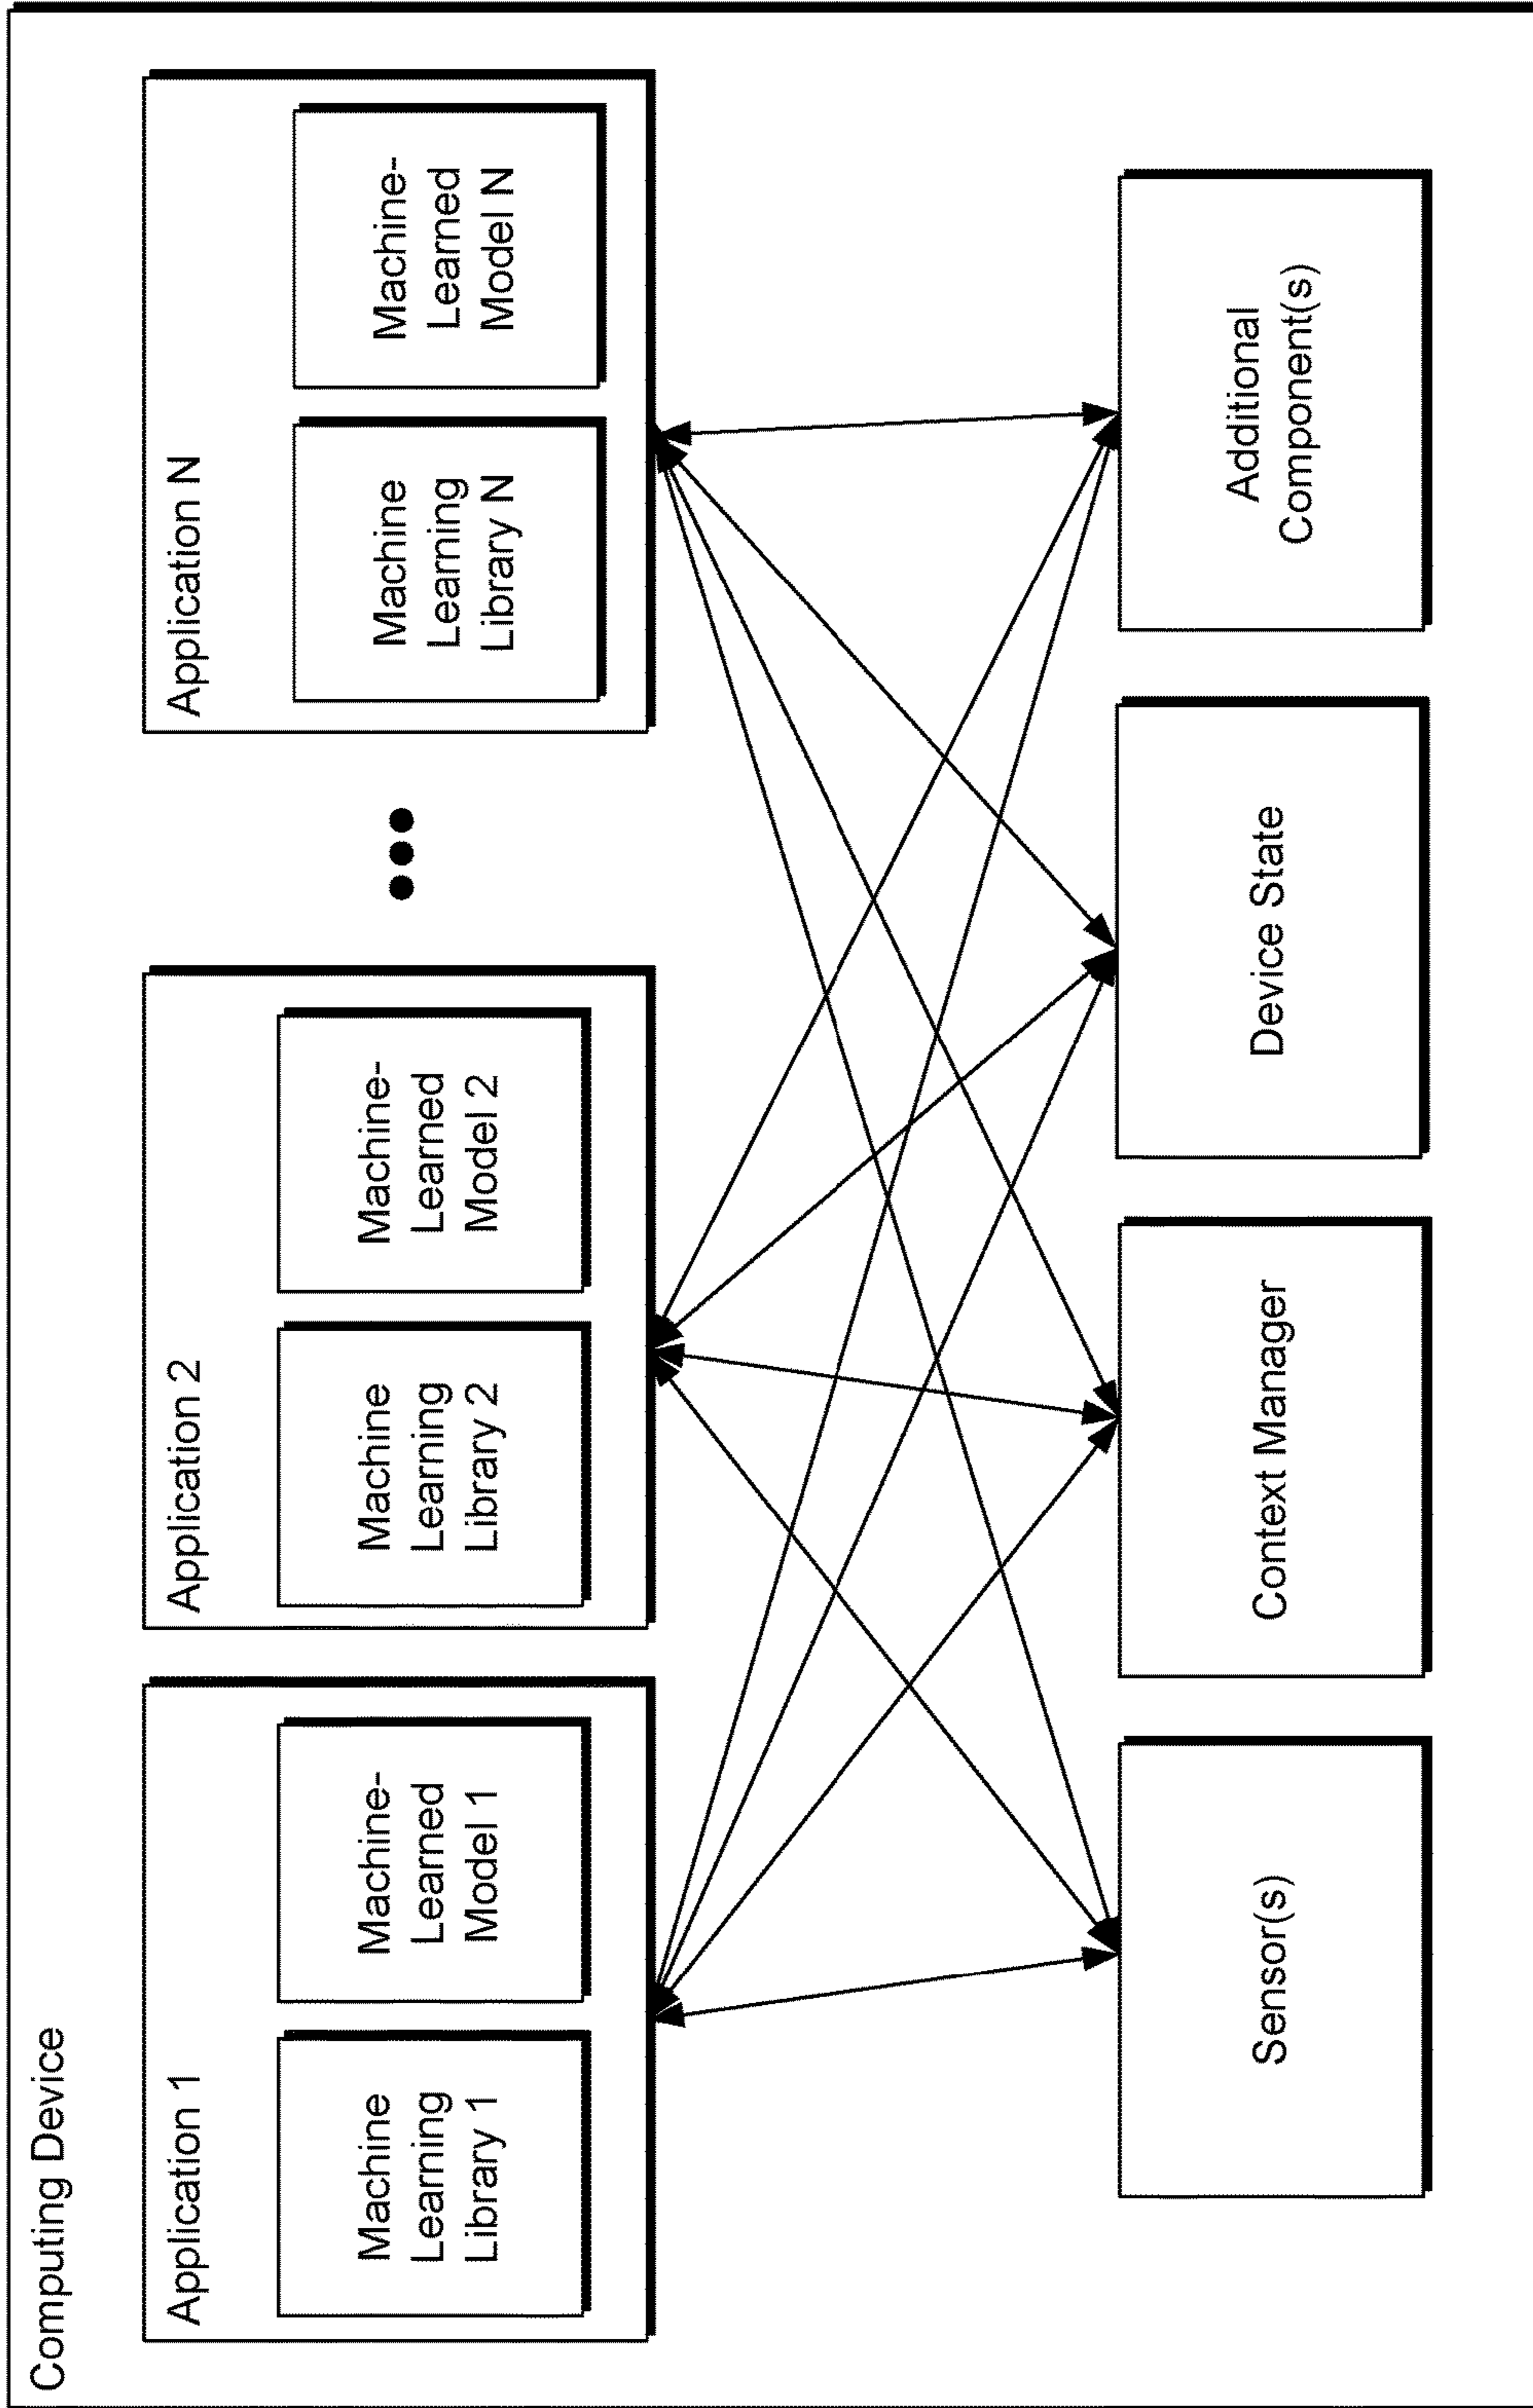 Computing Device
Application 1
Machine
Learning
Library 1
Machine-
Learned
Model 1
Application 2
Machine
Learning
Library 2
Machine-
Learned
Model 2
Application N
Machine
Learning
Library N
Machine-
Learned
Model N
Sensor(s)
Context Manager
Device State
Additional
Component(s)